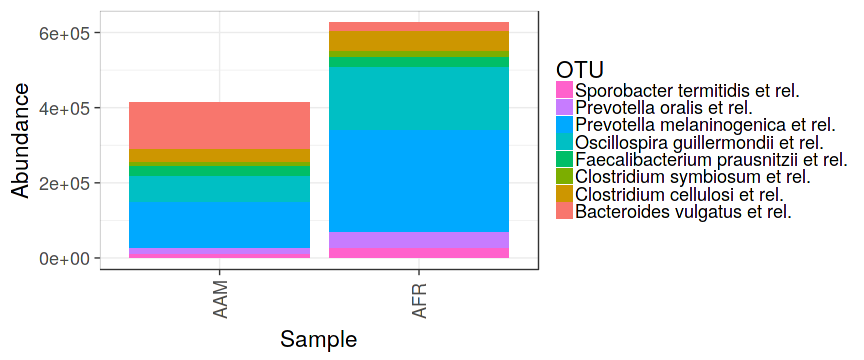 6e+05
4e+05
2e+05
0e+00
Abundance
AAM
AFR
Sample
OTU
Sporobacter termitidis et rel.
Prevotella oralis et rel.
Prevotella melaninogenica et rel.
Oscillospira guillermondii et rel.
Faecalibacterium prausnitzii et rel.
Clostridium symbiosum et rel.
Clostridium cellulosi et rel.
Bacteroides vulgatus et rel.